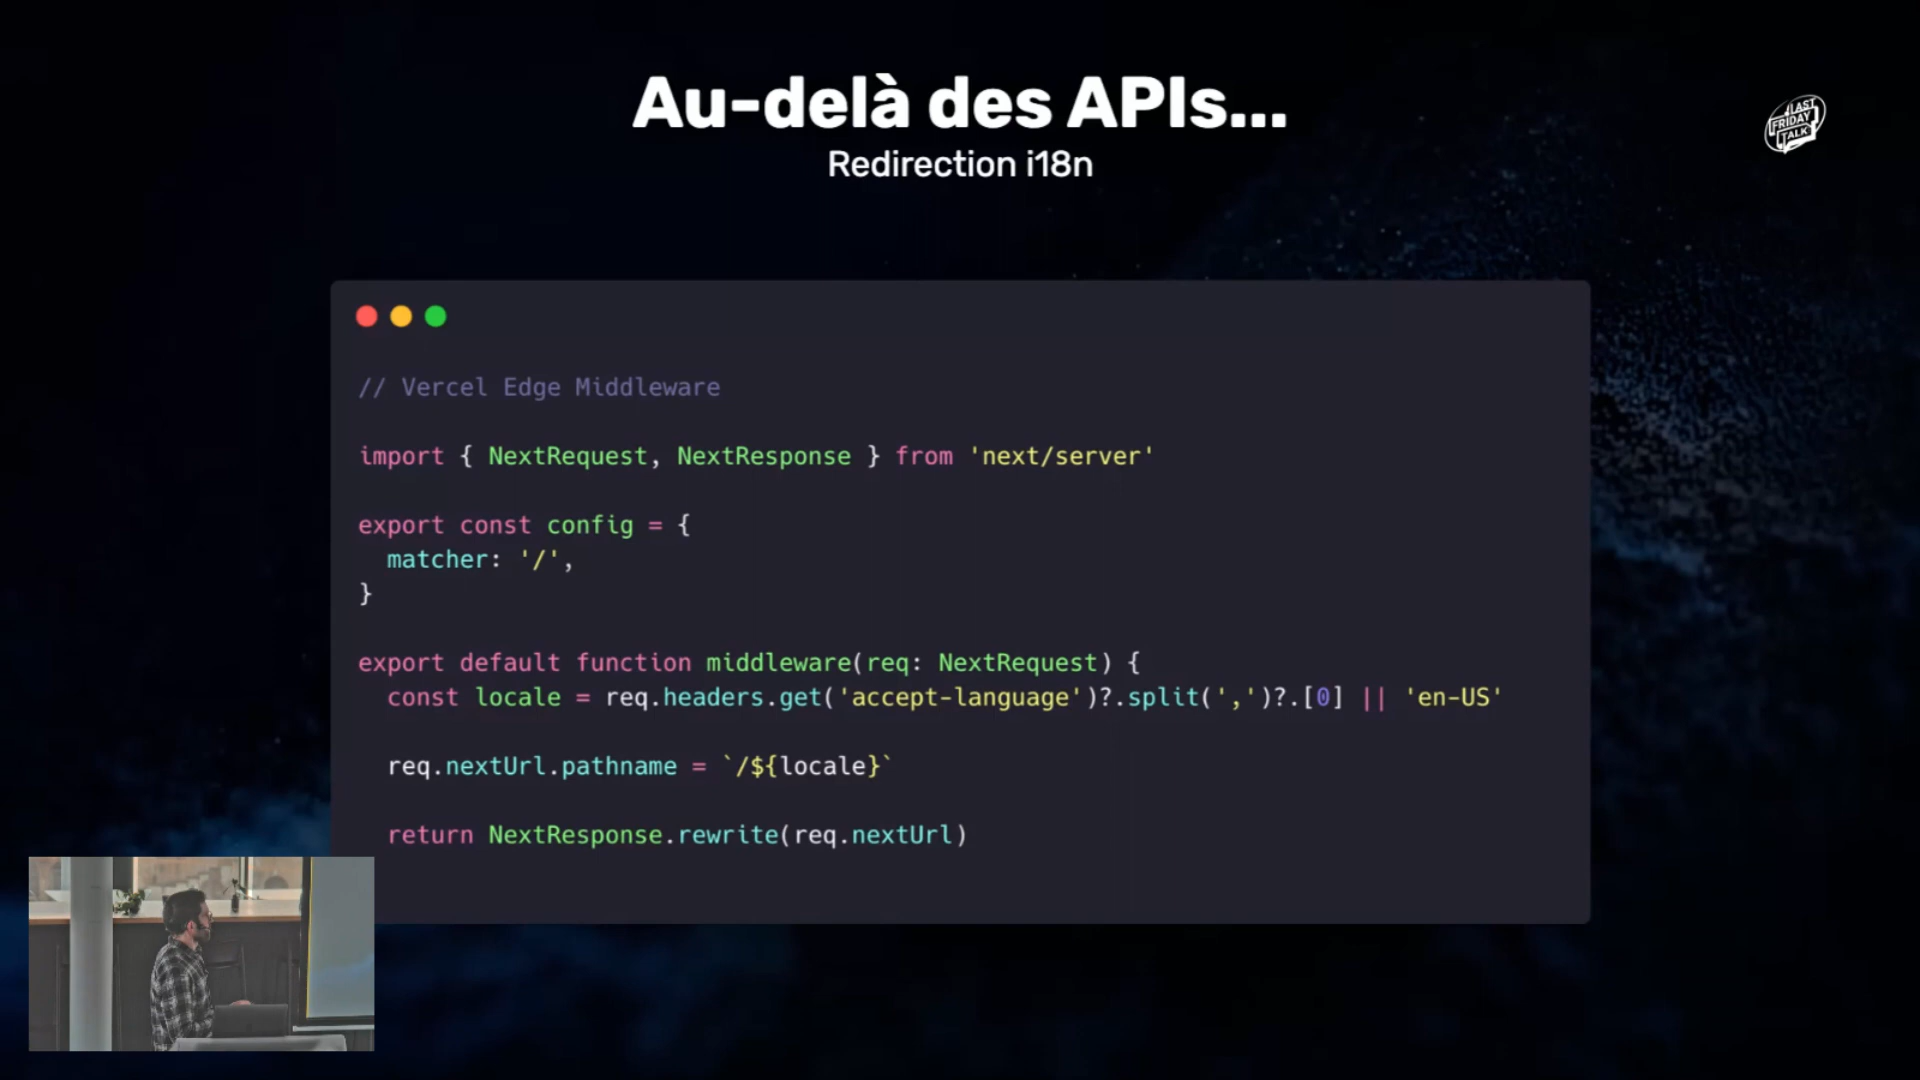 Au-delà des APIs...
Redirection i18n
LAST
FRIDAY
TALK
// Vercel Edge Middleware
import { NextRequest, NextResponse } from 'next/server'
export const config = {
  matcher: '/',
}
export default function middleware(req: NextRequest) {
  const locale = req.headers.get('accept-language')?.split(',')?.[0] || 'en-US'
  req.nextUrl.pathname = `/${locale}`
  return NextResponse.rewrite(req.nextUrl)